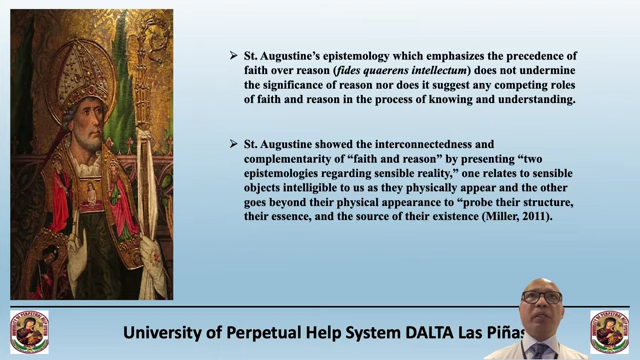 St. Augustine's epistemology which emphasizes the precedence of
faith over reason (fides quaerens intellectum) does not undermine
the significance of reason nor does it suggest any competing roles
of faith and reason in the process of knowing and understanding.
St. Augustine showed the interconnectedness and
complementarity of “faith and reason” by presenting “two
epistemologies regarding sensible reality,” one relates to sensible
objects intelligible to us as they physically appear and the other
goes beyond their physical appearance to “probe their structure,
their essence, and the source of their existence (Miller, 2011).
University of Perpetual Help System DALTA Las Piñas